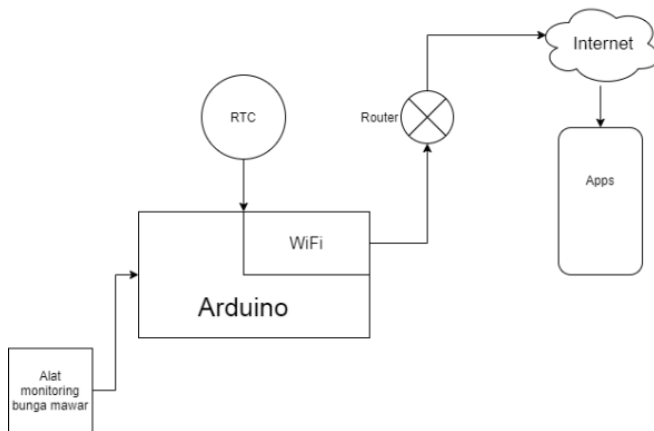 Internet
RTC
Router
Apps
WiFi
Arduino
Alat
monitoring
bunga mawar